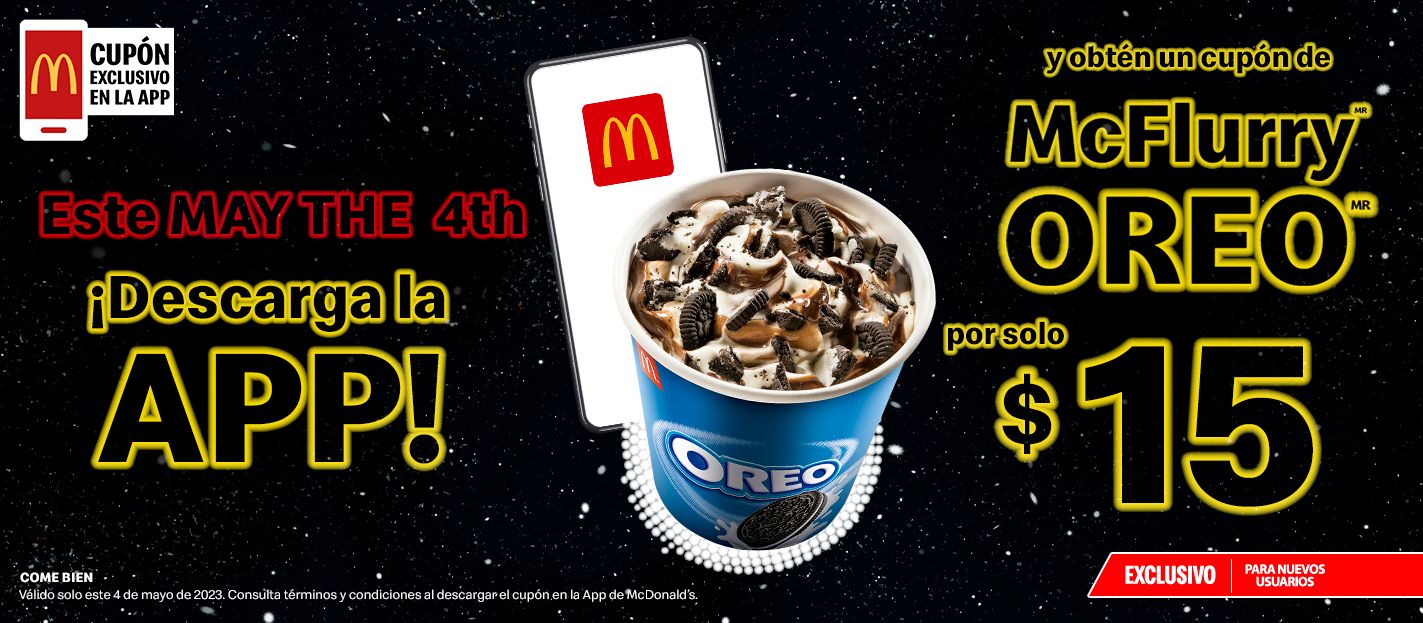 CUPÓN
EXCLUSIVO
EN LA APP
Este MAY THE 4th
¡Descarga la
APP!
y obtén un cupón de
McFlurry MR
OREO MR
por solo
$15
OREO
COME BIEN
Válido solo este 4 de mayo de 2023. Consulta términos y condiciones al descargar el cupón en la App de McDonald's.
EXCLUSIVO
PARA NUEVOS
USUARIOS